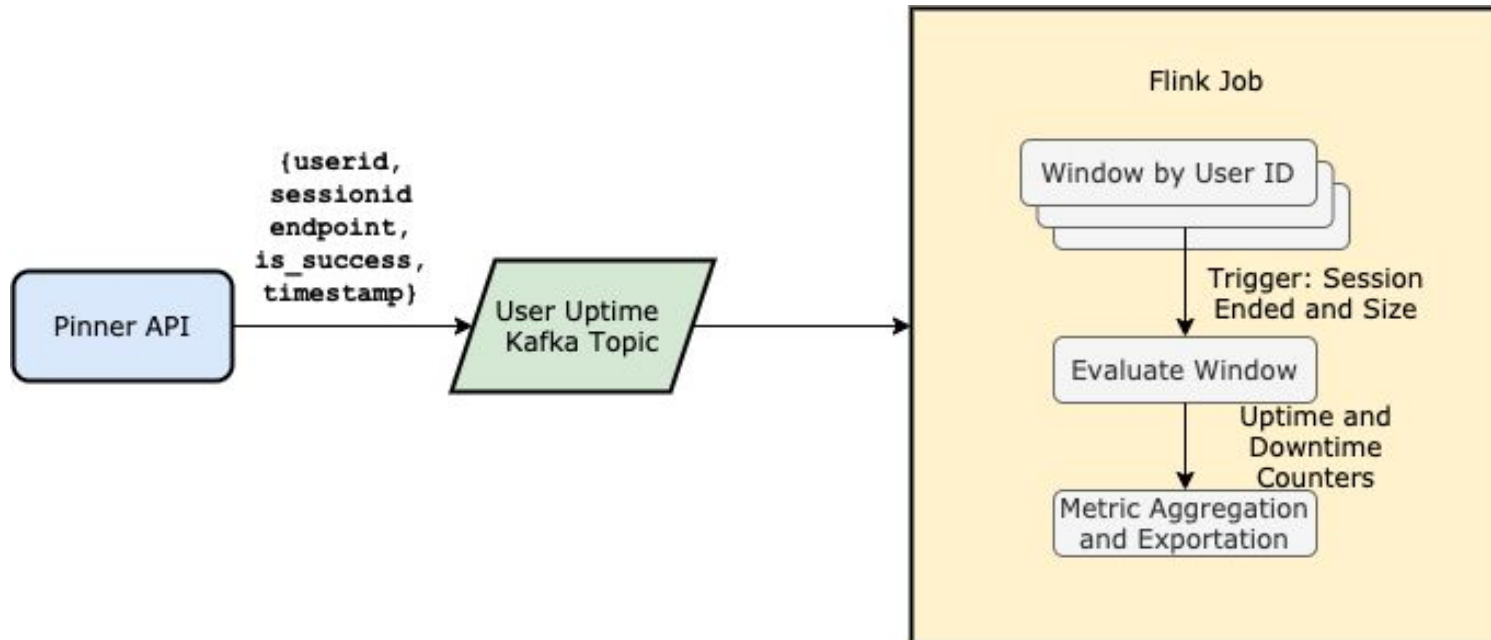 Pinner API
{userid,
sessionid
endpoint,
is_success,
timestamp}
User Uptime
Kafka Topic
Flink Job
Window by User ID
Trigger: Session
Ended and Size
Evaluate Window
Uptime and
Downtime
Counters
Metric Aggregation
and Exportation